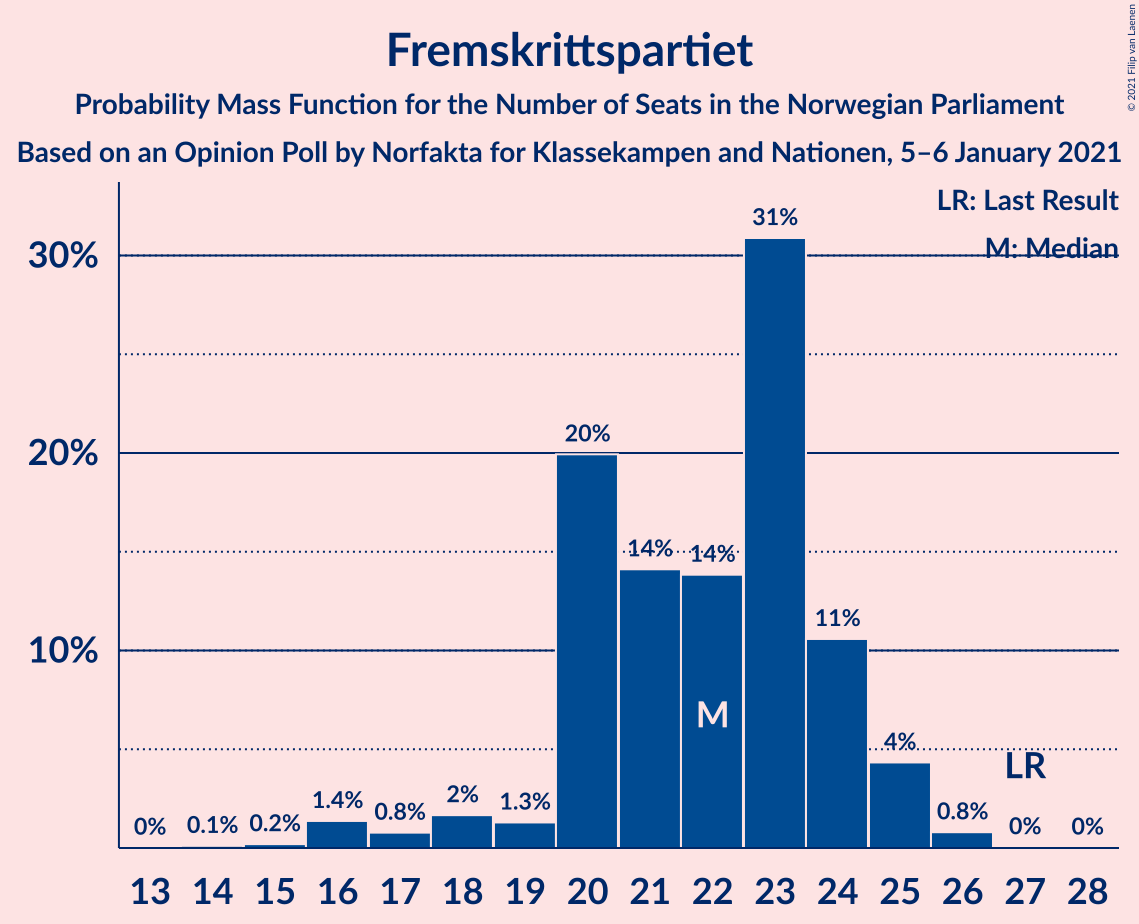 Fremskrittspartiet
Probability Mass Function for the Number of Seats in the Norwegian Parliament
Based on an Opinion Poll by Norfakta for Klassekampen and Nationen, 5–6 January 2021
© 2021 Filip van Laenen
LR: Last Result
M: Median
30%
20%
10%
0%
0.1%
0.2%
1.4%
0.8%
2%
1.3%
20%
14%
14%
31%
11%
4%
0.8%
0%
0%
M
LR
13 14 15 16 17 18 19 20 21 22 23 24 25 26 27 28